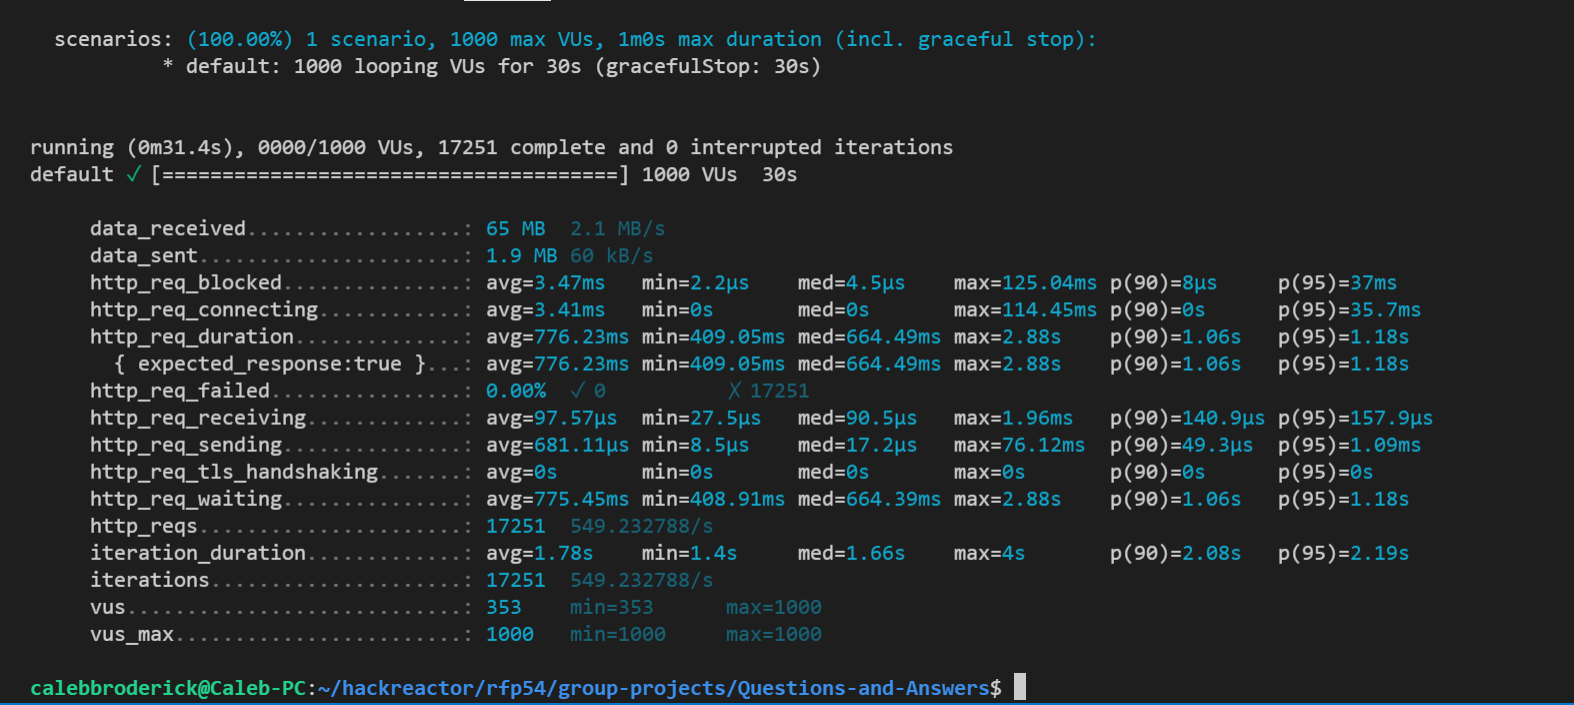 scenarios: (100.00%) 1 scenario, 1000 max VUs, 1m0s max duration (incl. graceful stop):
* default: 1000 looping VUs for 30s (gracefulStop: 30s)
running (0m31.4s), 0000/1000 VUs, 17251 complete and 0 interrupted iterations
default ✓ [======================================] 1000 VUs  30s
data_received..................: 65 MB  2.1 MB/s
data_sent......................: 1.9 MB 60 kB/s
http_req_blocked...............: avg=3.47ms   min=2.2µs    med=4.5µs    max=125.04ms p(90)=8µs     p(95)=37ms
http_req_connecting............: avg=3.41ms   min=0s       med=0s       max=114.45ms p(90)=0s      p(95)=35.7ms
http_req_duration..............: avg=776.23ms min=409.05ms med=664.49ms max=2.88s    p(90)=1.06s   p(95)=1.18s
{ expected_response:true }...: avg=776.23ms min=409.05ms med=664.49ms max=2.88s    p(90)=1.06s   p(95)=1.18s
http_req_failed................: 0.00%  ✓ 0          ✗ 17251
http_req_receiving.............: avg=97.57µs  min=27.5µs   med=90.5µs   max=1.96ms   p(90)=140.9µs p(95)=157.9µs
http_req_sending...............: avg=681.11µs min=8.5µs    med=17.2µs   max=76.12ms  p(90)=49.3µs  p(95)=1.09ms
http_req_tls_handshaking.......: avg=0s       min=0s       med=0s       max=0s       p(90)=0s      p(95)=0s
http_req_waiting...............: avg=775.45ms min=408.91ms med=664.39ms max=2.88s    p(90)=1.06s   p(95)=1.18s
http_reqs......................: 17251  549.232788/s
iteration_duration.............: avg=1.78s    min=1.4s     med=1.66s    max=4s       p(90)=2.08s   p(95)=2.19s
iterations.....................: 17251  549.232788/s
vus............................: 353    min=353      max=1000
vus_max........................: 1000   min=1000     max=1000
calebbroderick@Caleb-PC:~/hackreactor/rfp54/group-projects/Questions-and-Answers$